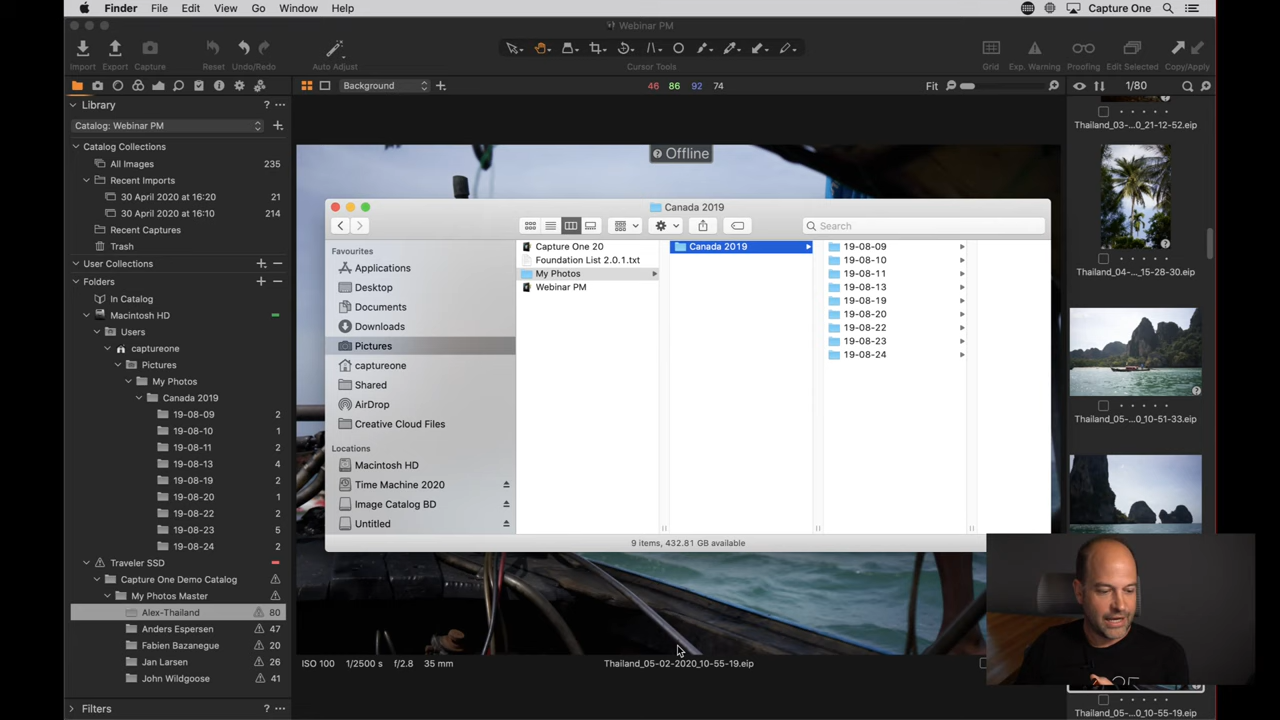 Finder File Edit View Go Window Help Capture One
Webinar PM
Import Export Capture Reset Undo/Redo Auto Adjust Cursor Tools Grid Exp. Warning Proofing Edit Selected Copy/Apply
Background 46 86 92 74 Fit 1/80
Library ? ...
Catalog: Webinar PM
Catalog Collections
All Images 235
Recent Imports
30 April 2020 at 16:20 21
30 April 2020 at 16:10 214
Recent Captures
Trash
User Collections
Folders
In Catalog
Macintosh HD
Users
captureone
Pictures
My Photos
Canada 2019
19-08-09 2
19-08-10 1
19-08-11 2
19-08-13 4
19-08-19 2
19-08-20 1
19-08-22 2
19-08-23 5
19-08-24 2
Traveler SSD
Capture One Demo Catalog
My Photos Master
Alex-Thailand 80
Anders Espersen 47
Fabien Bazanegue 20
Jan Larsen 26
John Wildgoose 41
Filters ? ...
Offline
Canada 2019
Search
Favourites
Applications
Desktop
Documents
Downloads
Pictures
captureone
Shared
AirDrop
Creative Cloud Files
Locations
Macintosh HD
Time Machine 2020
Image Catalog BD
Untitled
Capture One 20
Foundation List 2.0.1.txt
My Photos
Webinar PM
Canada 2019
19-08-09
19-08-10
19-08-11
19-08-13
19-08-19
19-08-20
19-08-22
19-08-23
19-08-24
9 items, 432.81 GB available
ISO 100 1/2500 s f/2.8 35 mm
Thailand_05-02-2020_10-55-19.eip
Thailand_03-...0_21-12-52.eip
Thailand_04-..._15-28-30.eip
Thailand_05-...0_10-51-33.eip
Thailand_05-...0_10-55-19.eip